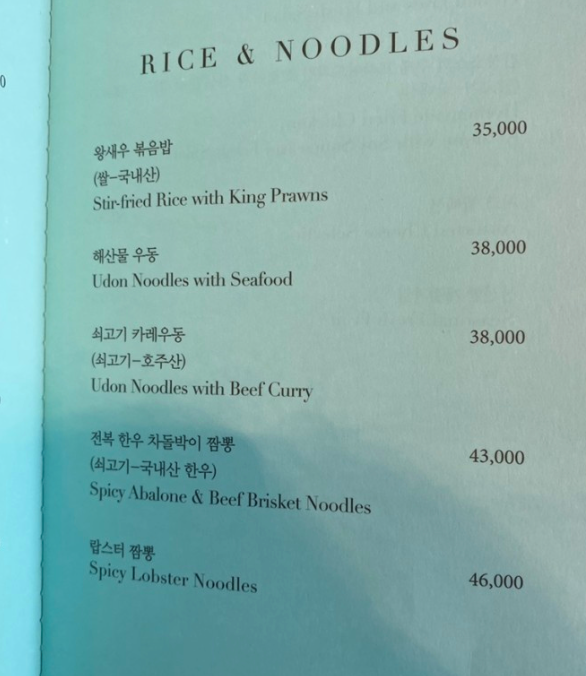 RICE & NOODLES
왕새우 볶음밥 35,000
(쌀-국내산)
Stir-fried Rice with King Prawns
해산물 우동 38,000
Udon Noodles with Seafood
쇠고기 카레우동 38,000
(쇠고기-호주산)
Udon Noodles with Beef Curry
전복 한우 차돌박이 짬뽕 43,000
(쇠고기-국내산 한우)
Spicy Abalone & Beef Brisket Noodles
랍스터 짬뽕
Spicy Lobster Noodles 46,000